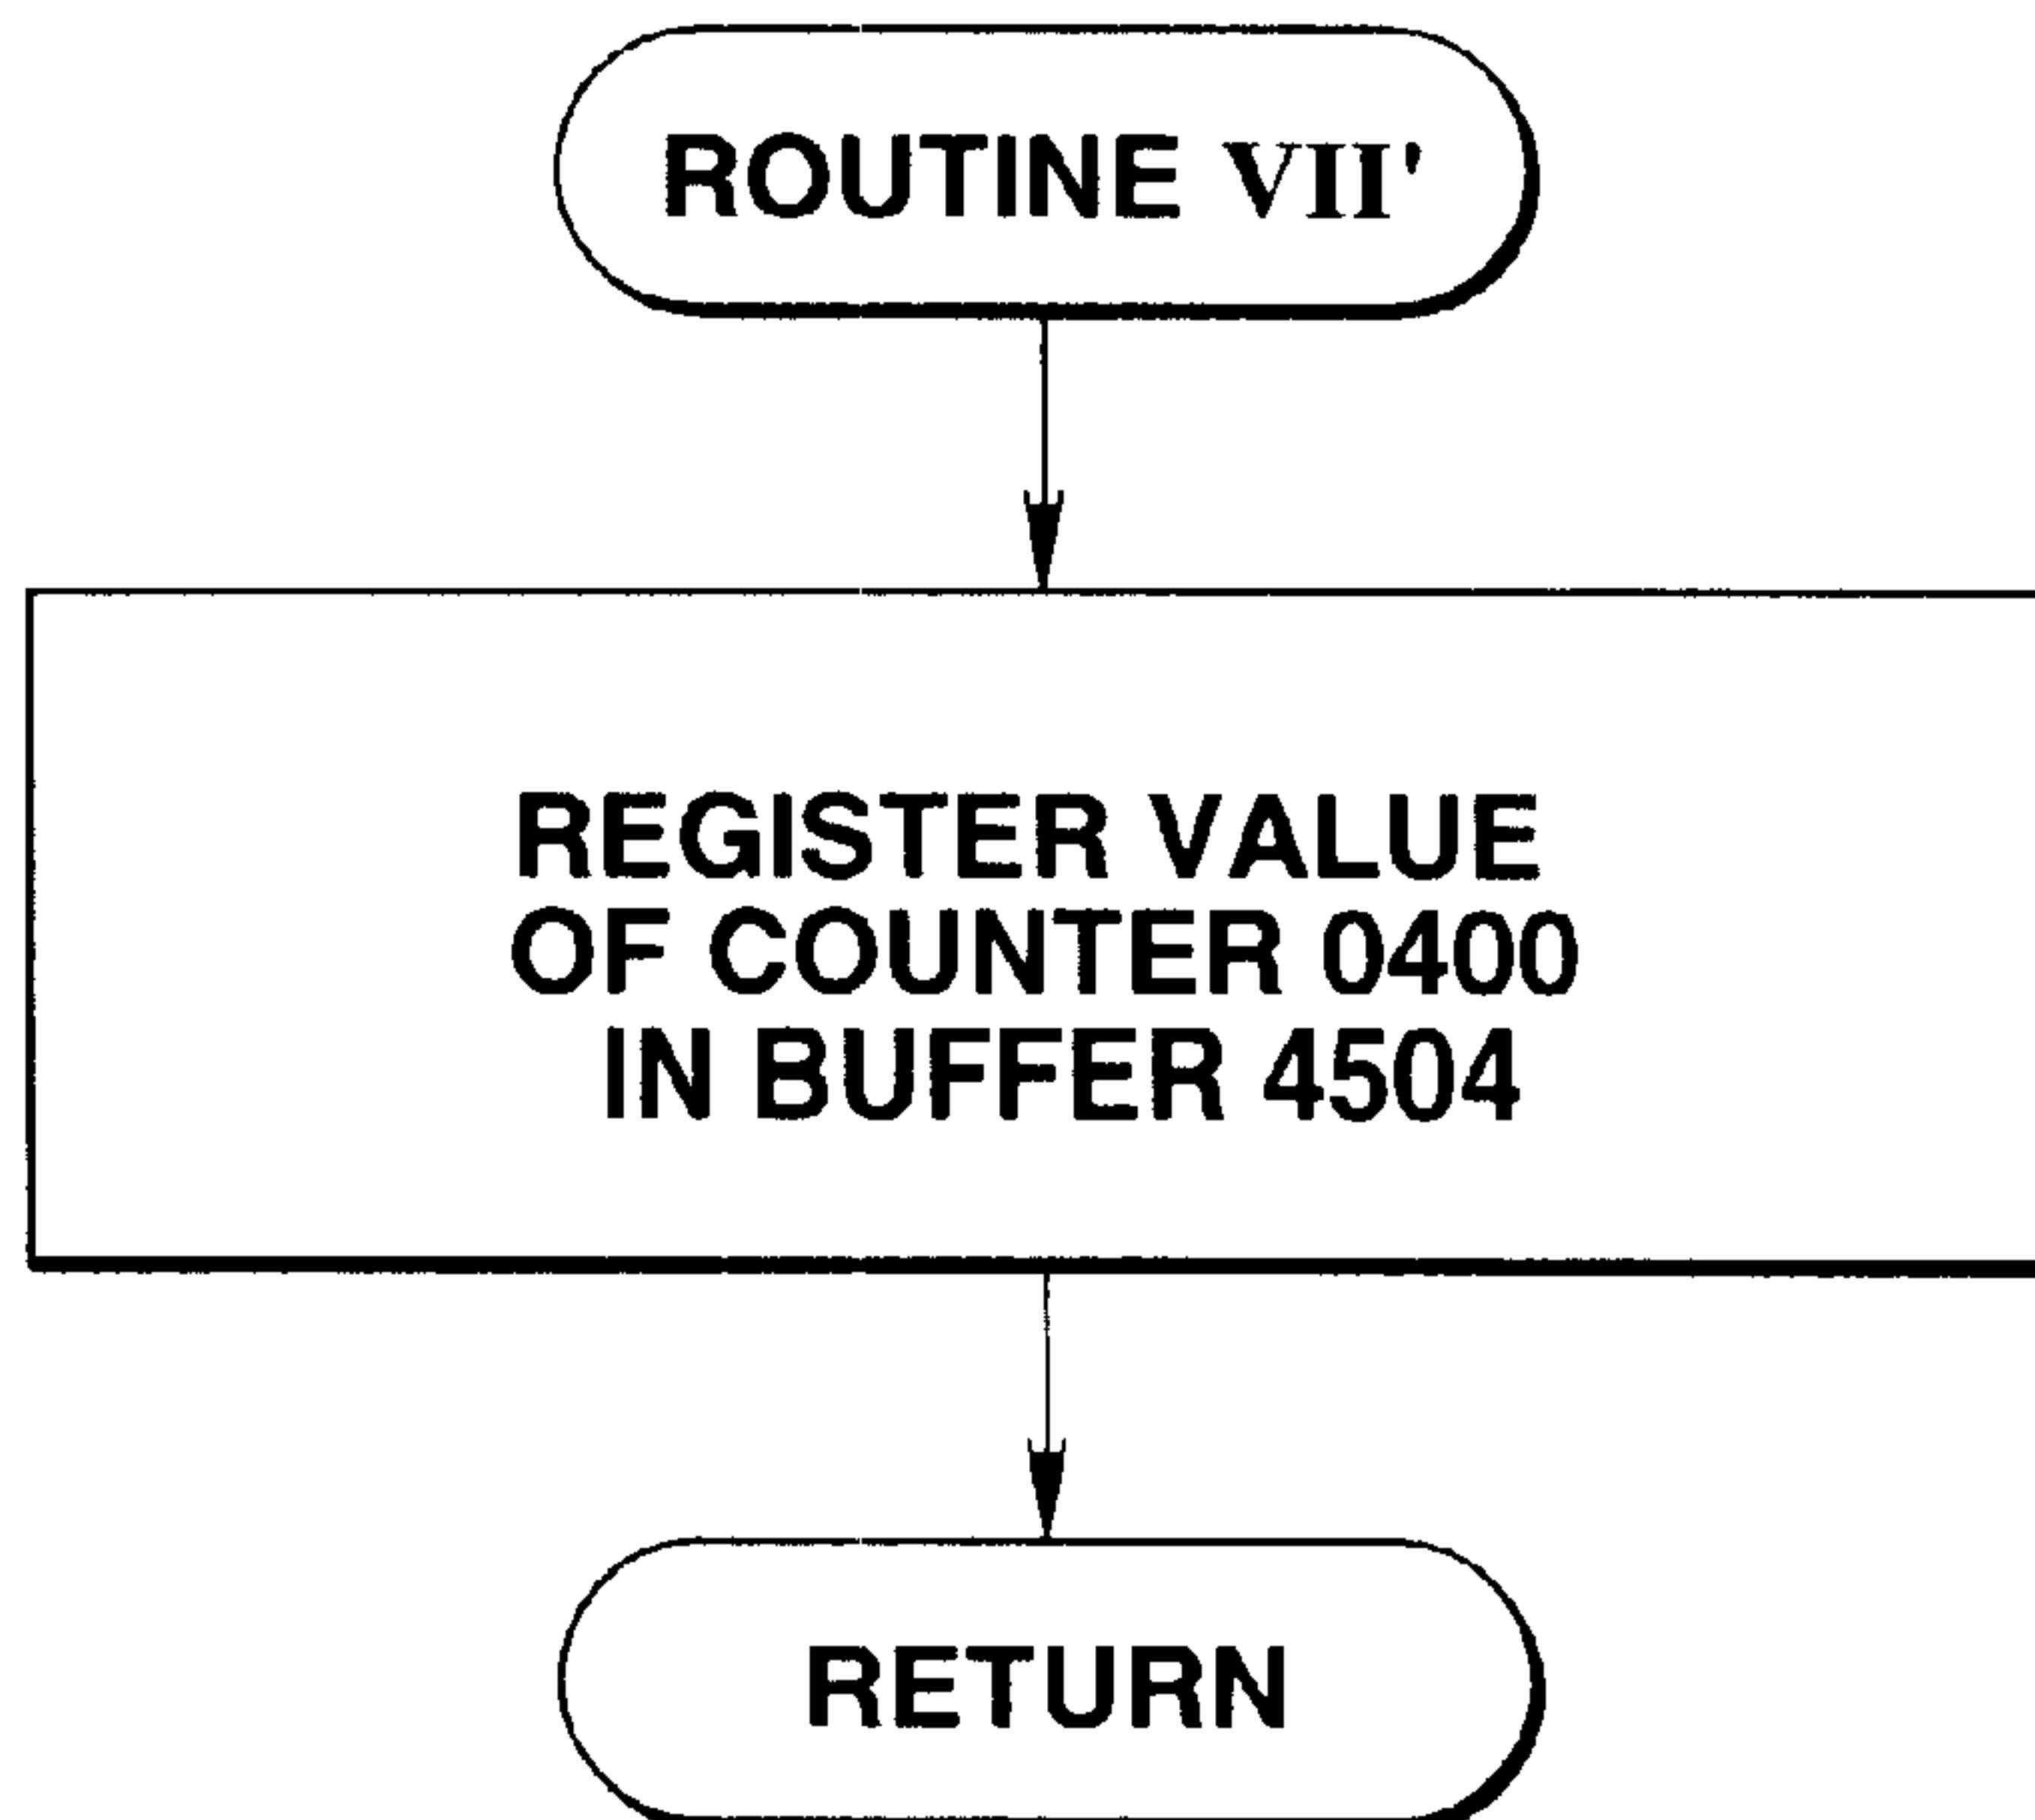 ROUTINE VII'
REGISTER VALUE
OF COUNTER 0400
IN BUFFER 4504
RETURN